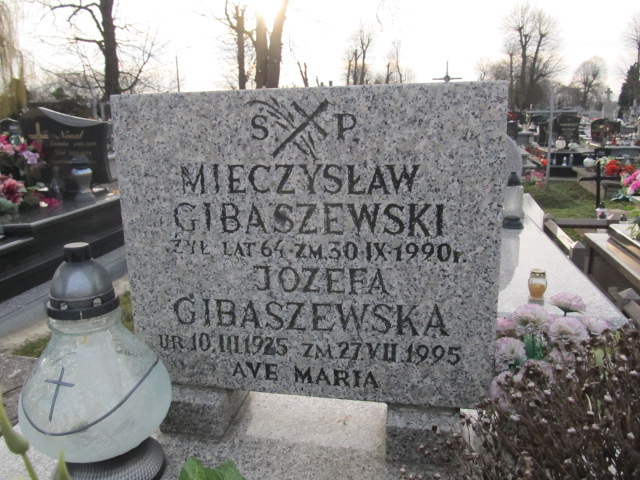 Ś P
MIECZYSŁAW
GIBASZEWSKI
ŻYŁ LAT 64 ZM. 30 IX 1990 r.
JÓZEFA
GIBASZEWSKA
UR 10 III 1925 ZM 27 VII 1995
AVE MARIA